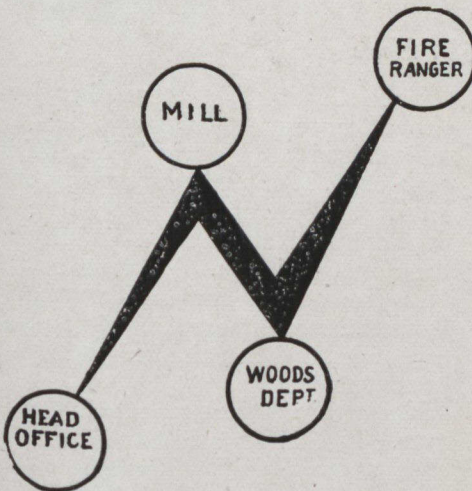 FIRE
RANGER
MILL
WOODS
DEPT
HEAD
OFFICE